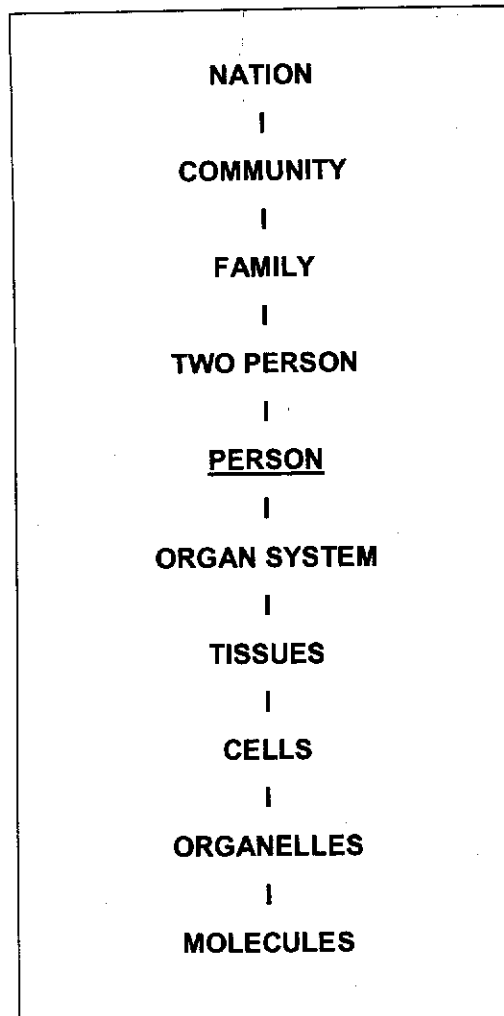 NATION
|
COMMUNITY
|
FAMILY
|
TWO PERSON
|
PERSON
|
ORGAN SYSTEM
|
TISSUES
|
CELLS
|
ORGANELLES
|
MOLECULES